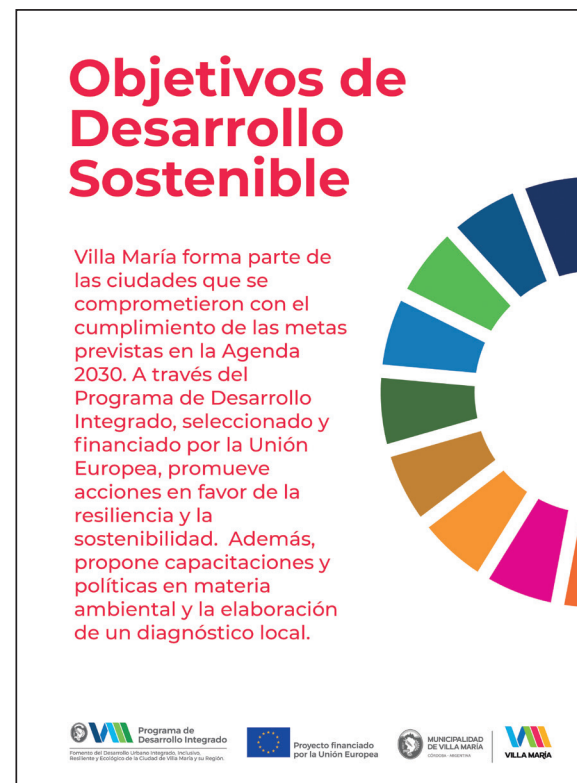 Objetivos de
Desarrollo
Sostenible
Villa María forma parte de
las ciudades que se
comprometieron con el
cumplimiento de las metas
previstas en la Agenda
2030. A través del
Programa de Desarrollo
Integrado, seleccionado y
financiado por la Unión
Europea, promueve
acciones en favor de la
resiliencia y la
sostenibilidad. Además,
propone capacitaciones y
políticas en materia
ambiental y la elaboración
de un diagnóstico local.
Programa de
Desarrollo Integrado
Fomento del Desarrollo Urbano Integrado, Inclusivo,
Resiliente y Ecológico de la Ciudad de Villa María y su Región.
Proyecto financiado
por la Unión Europea
MUNICIPALIDAD
DE VILLA MARÍA
CÓRDOBA - ARGENTINA
VILLA MARÍA